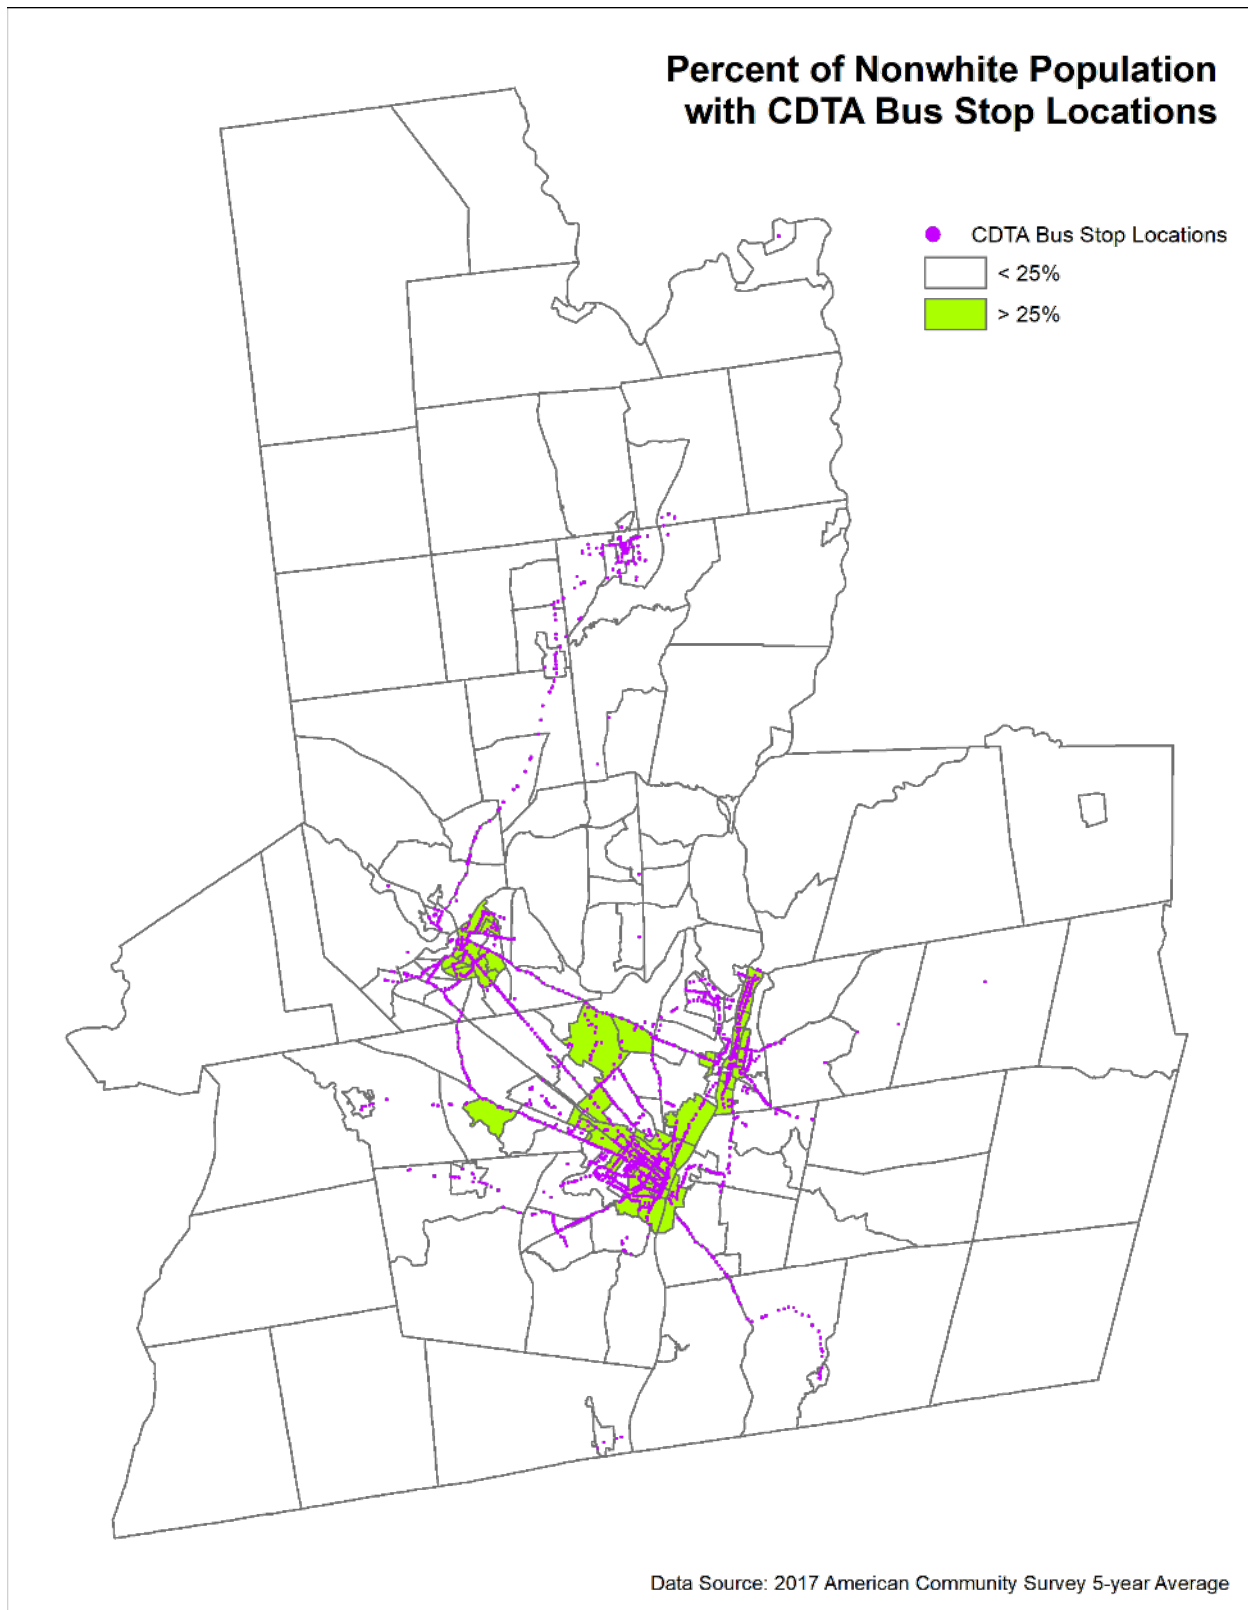 Percent of Nonwhite Population
with CDTA Bus Stop Locations
CDTA Bus Stop Locations
< 25%
> 25%
Data Source: 2017 American Community Survey 5-year Average